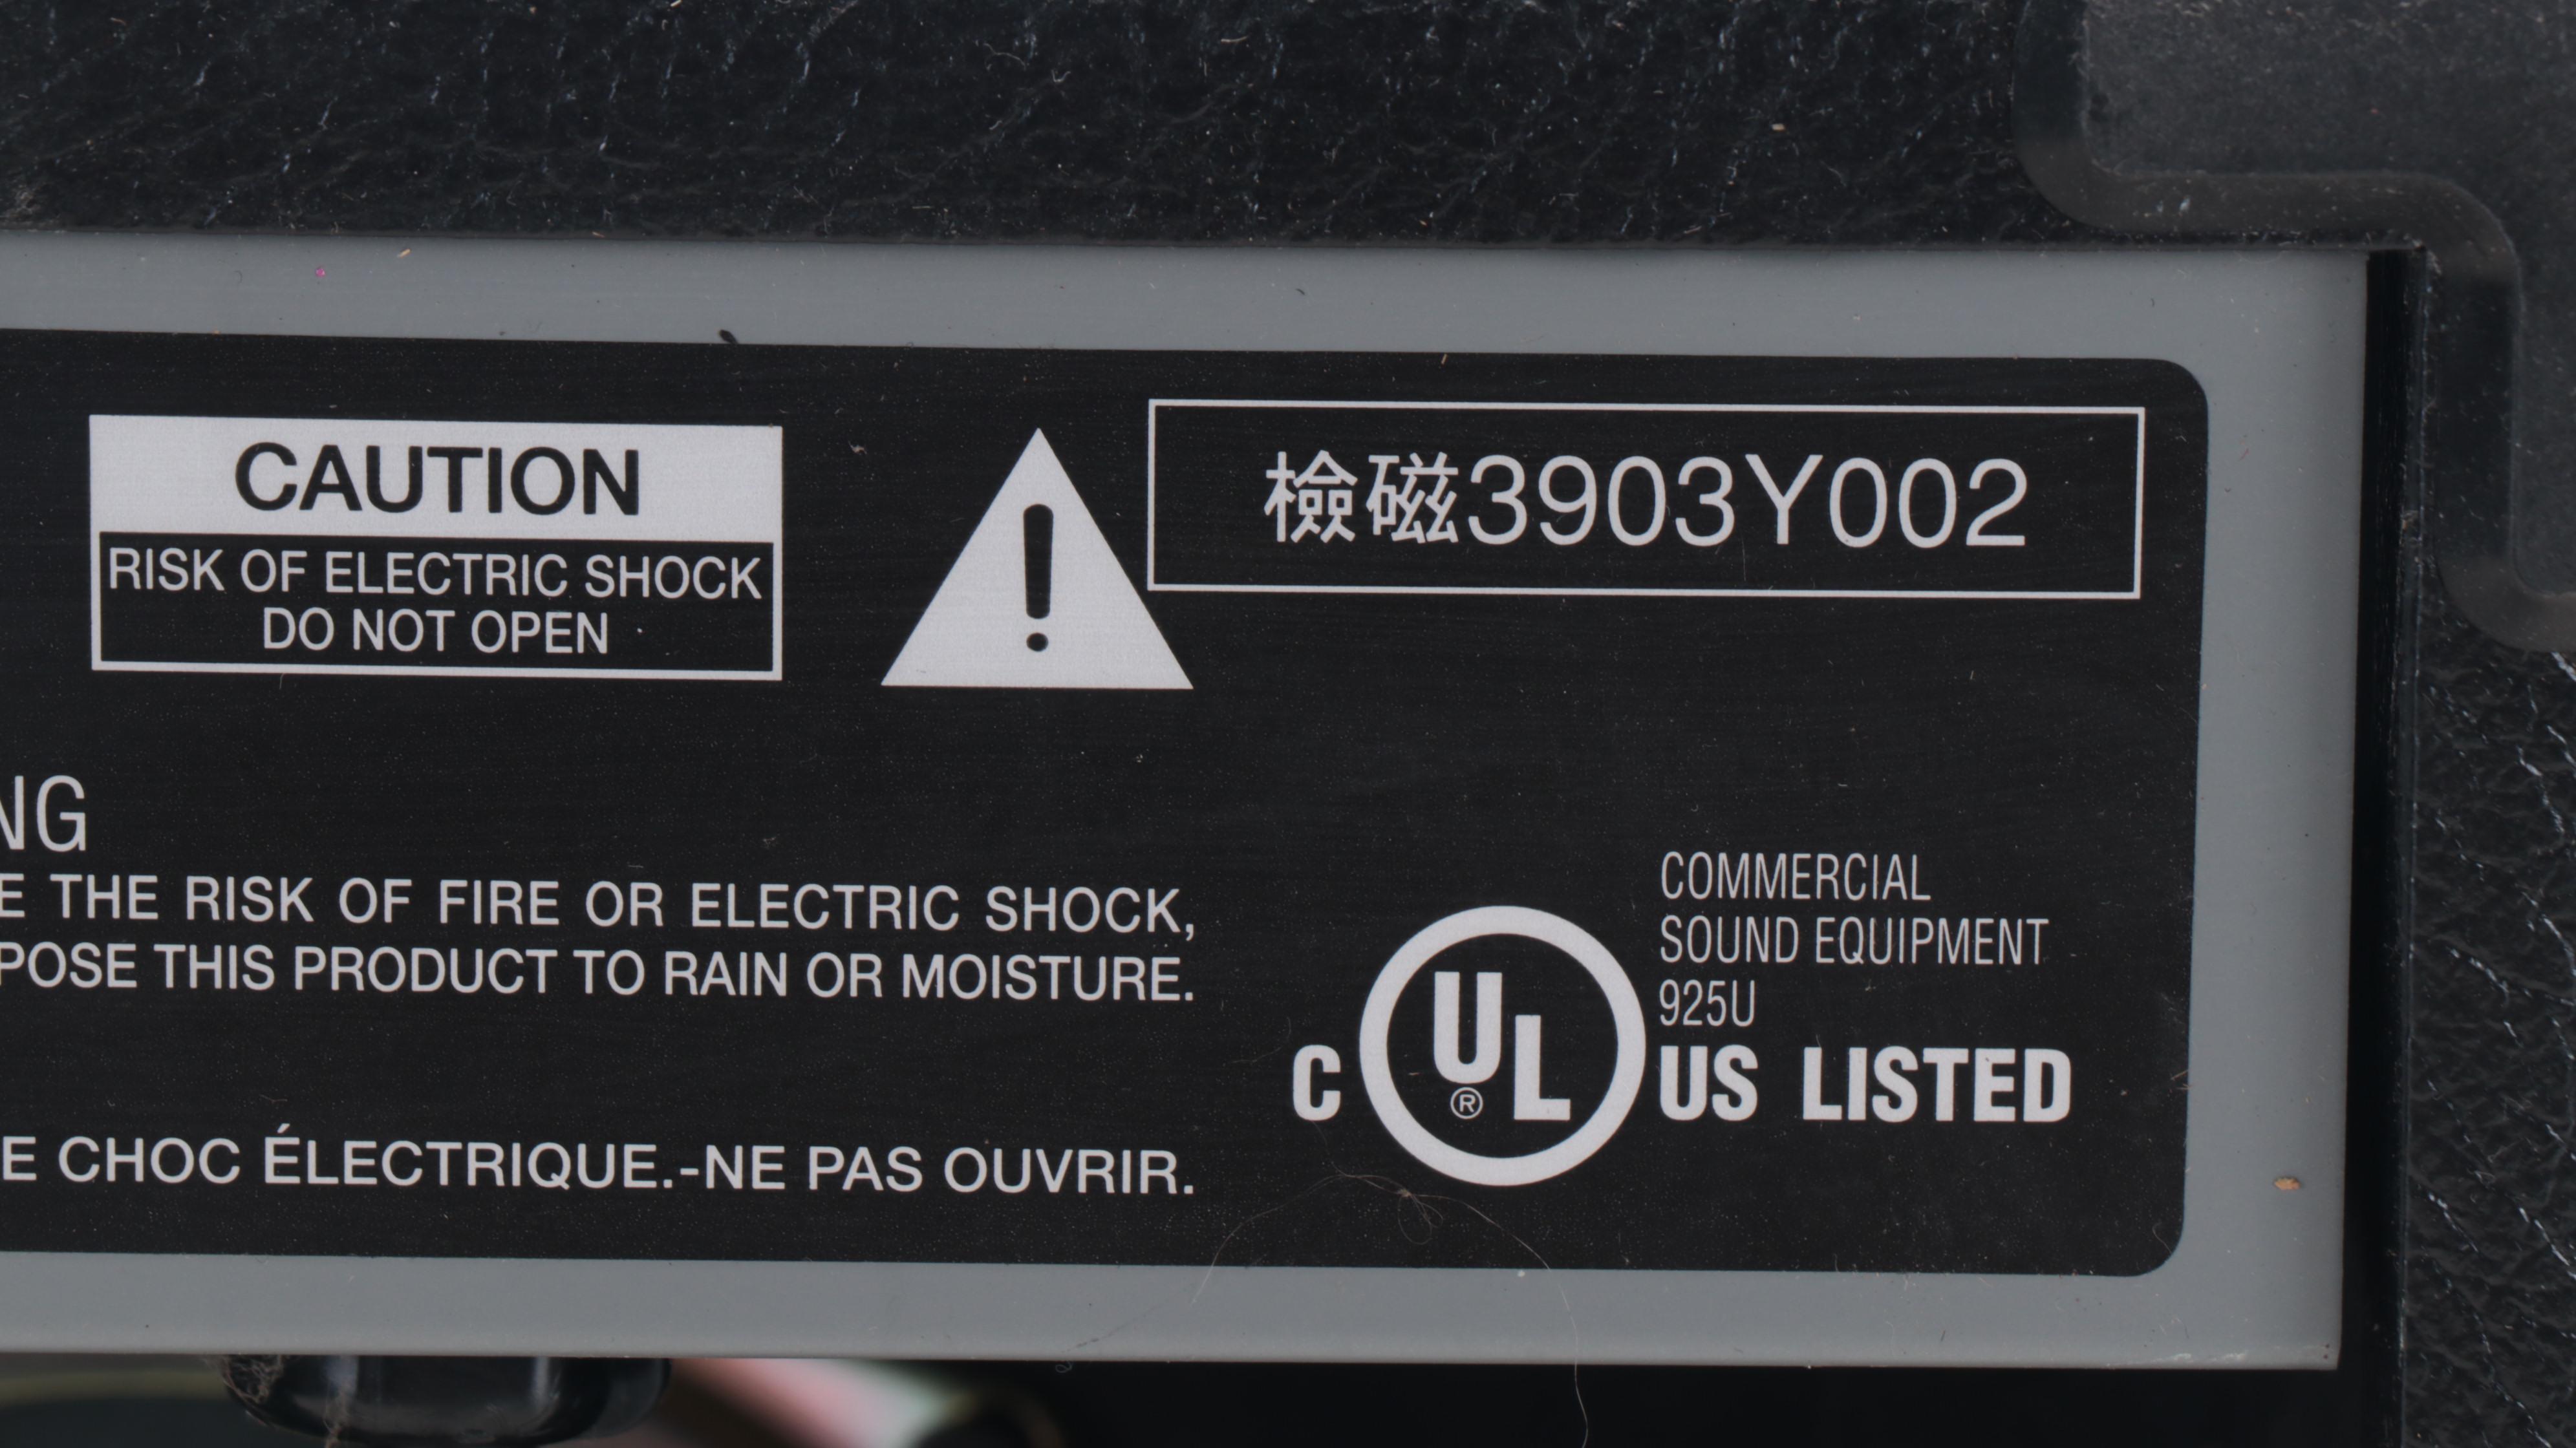 CAUTION
RISK OF ELECTRIC SHOCK
DO NOT OPEN
!
檢磁3903Y002
NG
E THE RISK OF FIRE OR ELECTRIC SHOCK,
POSE THIS PRODUCT TO RAIN OR MOISTURE.
E CHOC ÉLECTRIQUE.-NE PAS OUVRIR.
COMMERCIAL
SOUND EQUIPMENT
925U
C UL® US LISTED